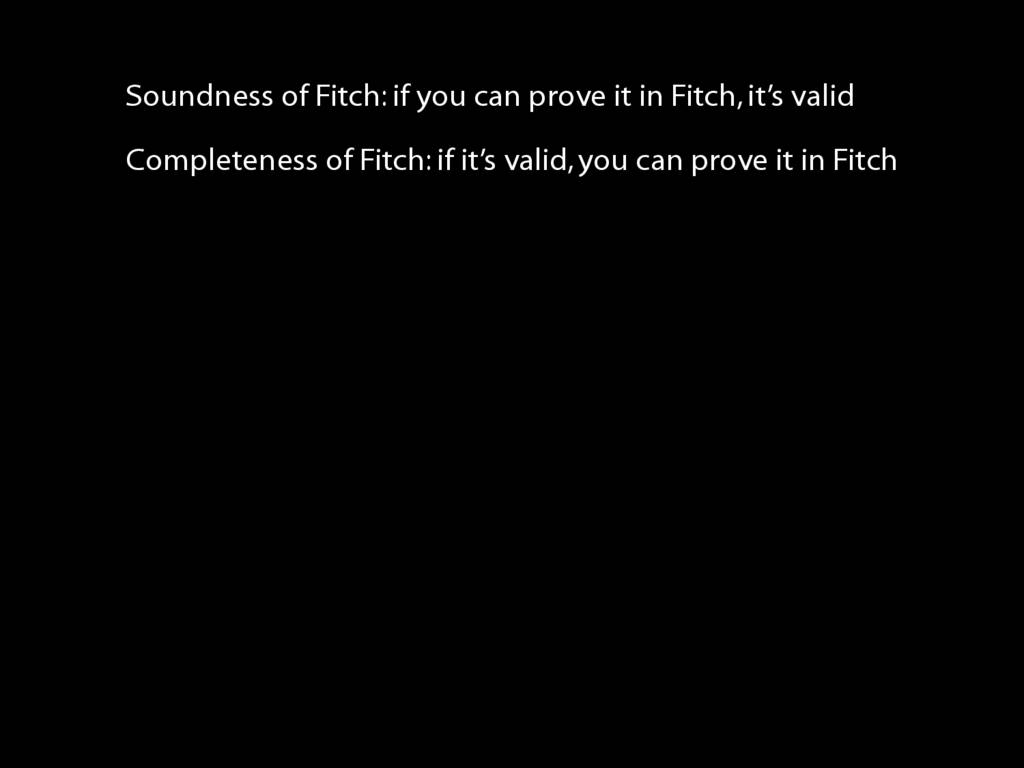 Soundness of Fitch: if you can prove it in Fitch, it’s valid
Completeness of Fitch: if it’s valid, you can prove it in Fitch